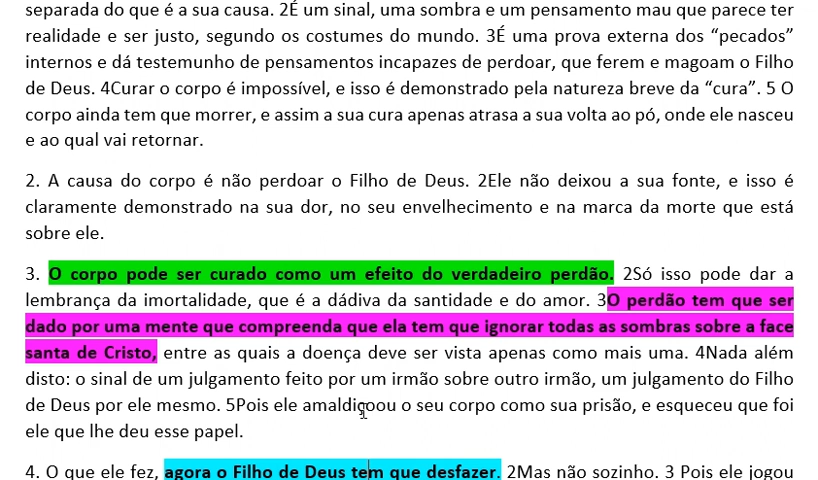 separada do que é a sua causa. 2É um sinal, uma sombra e um pensamento mau que parece ter
realidade e ser justo, segundo os costumes do mundo. 3É uma prova externa dos “pecados”
internos e dá testemunho de pensamentos incapazes de perdoar, que ferem e magoam o Filho
de Deus. 4Curar o corpo é impossível, e isso é demonstrado pela natureza breve da “cura”. 5 O
corpo ainda tem que morrer, e assim a sua cura apenas atrasa a sua volta ao pó, onde ele nasceu
e ao qual vai retornar.
2. A causa do corpo é não perdoar o Filho de Deus. 2Ele não deixou a sua fonte, e isso é
claramente demonstrado na sua dor, no seu envelhecimento e na marca da morte que está
sobre ele.
3. O corpo pode ser curado como um efeito do verdadeiro perdão. 2Só isso pode dar a
lembrança da imortalidade, que é a dádiva da santidade e do amor. 3O perdão tem que ser
dado por uma mente que compreenda que ela tem que ignorar todas as sombras sobre a face
santa de Cristo, entre as quais a doença deve ser vista apenas como mais uma. 4Nada além
disto: o sinal de um julgamento feito por um irmão sobre outro irmão, um julgamento do Filho
de Deus por ele mesmo. 5Pois ele amaldiçoou o seu corpo como sua prisão, e esqueceu que foi
ele que lhe deu esse papel.
4. O que ele fez, agora o Filho de Deus tem que desfazer. 2Mas não sozinho. 3 Pois ele jogou